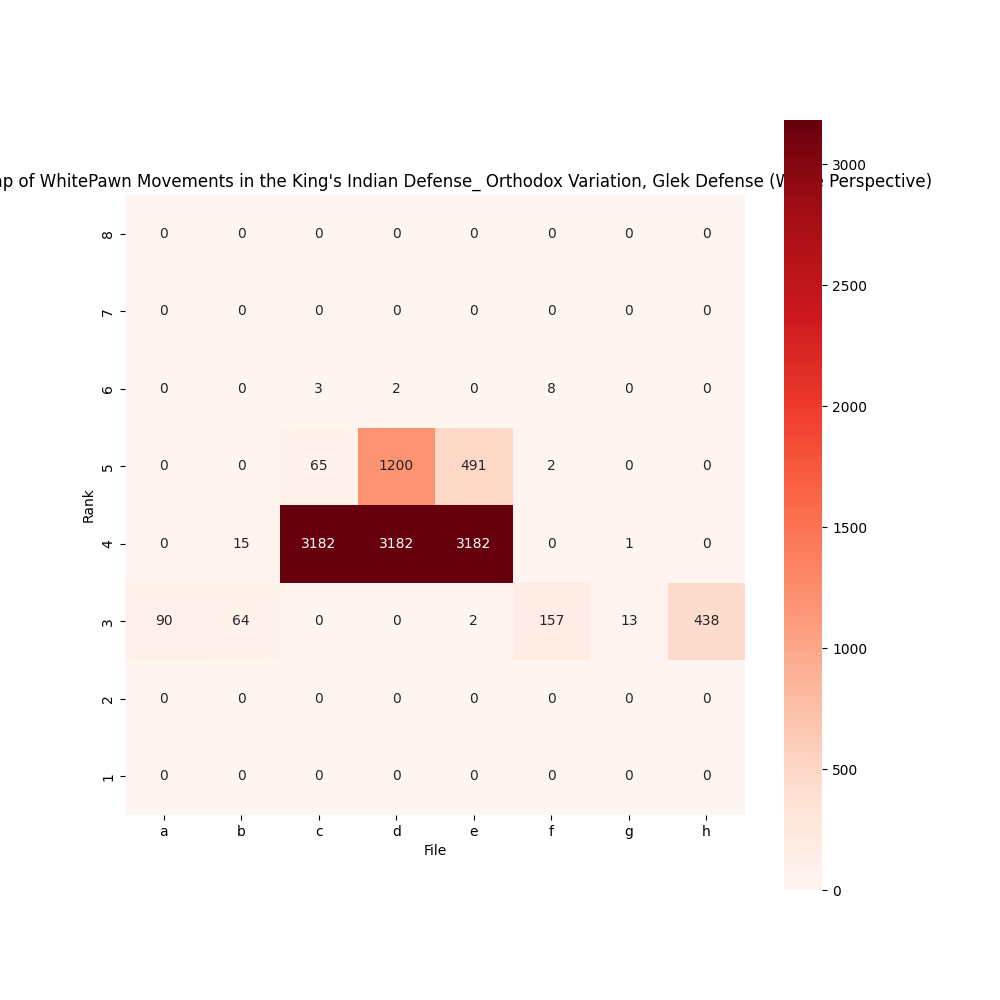 p of WhitePawn Movements in the King's Indian Defense_ Orthodox Variation, Glek Defense (W e Perspective)
3000
8 0 0 0 0 0 0 0 0
7 0 0 0 0 0 0 0 0
2500
6 0 0 3 2 0 8 0 0
2000
5 0 0 65 1200 491 2 0 0
Rank
1500
4 0 15 3182 3182 3182 0 1 0
3 90 64 0 0 2 157 13 438
1000
2 0 0 0 0 0 0 0 0
500
1 0 0 0 0 0 0 0 0
a b c d e f g h
File
0